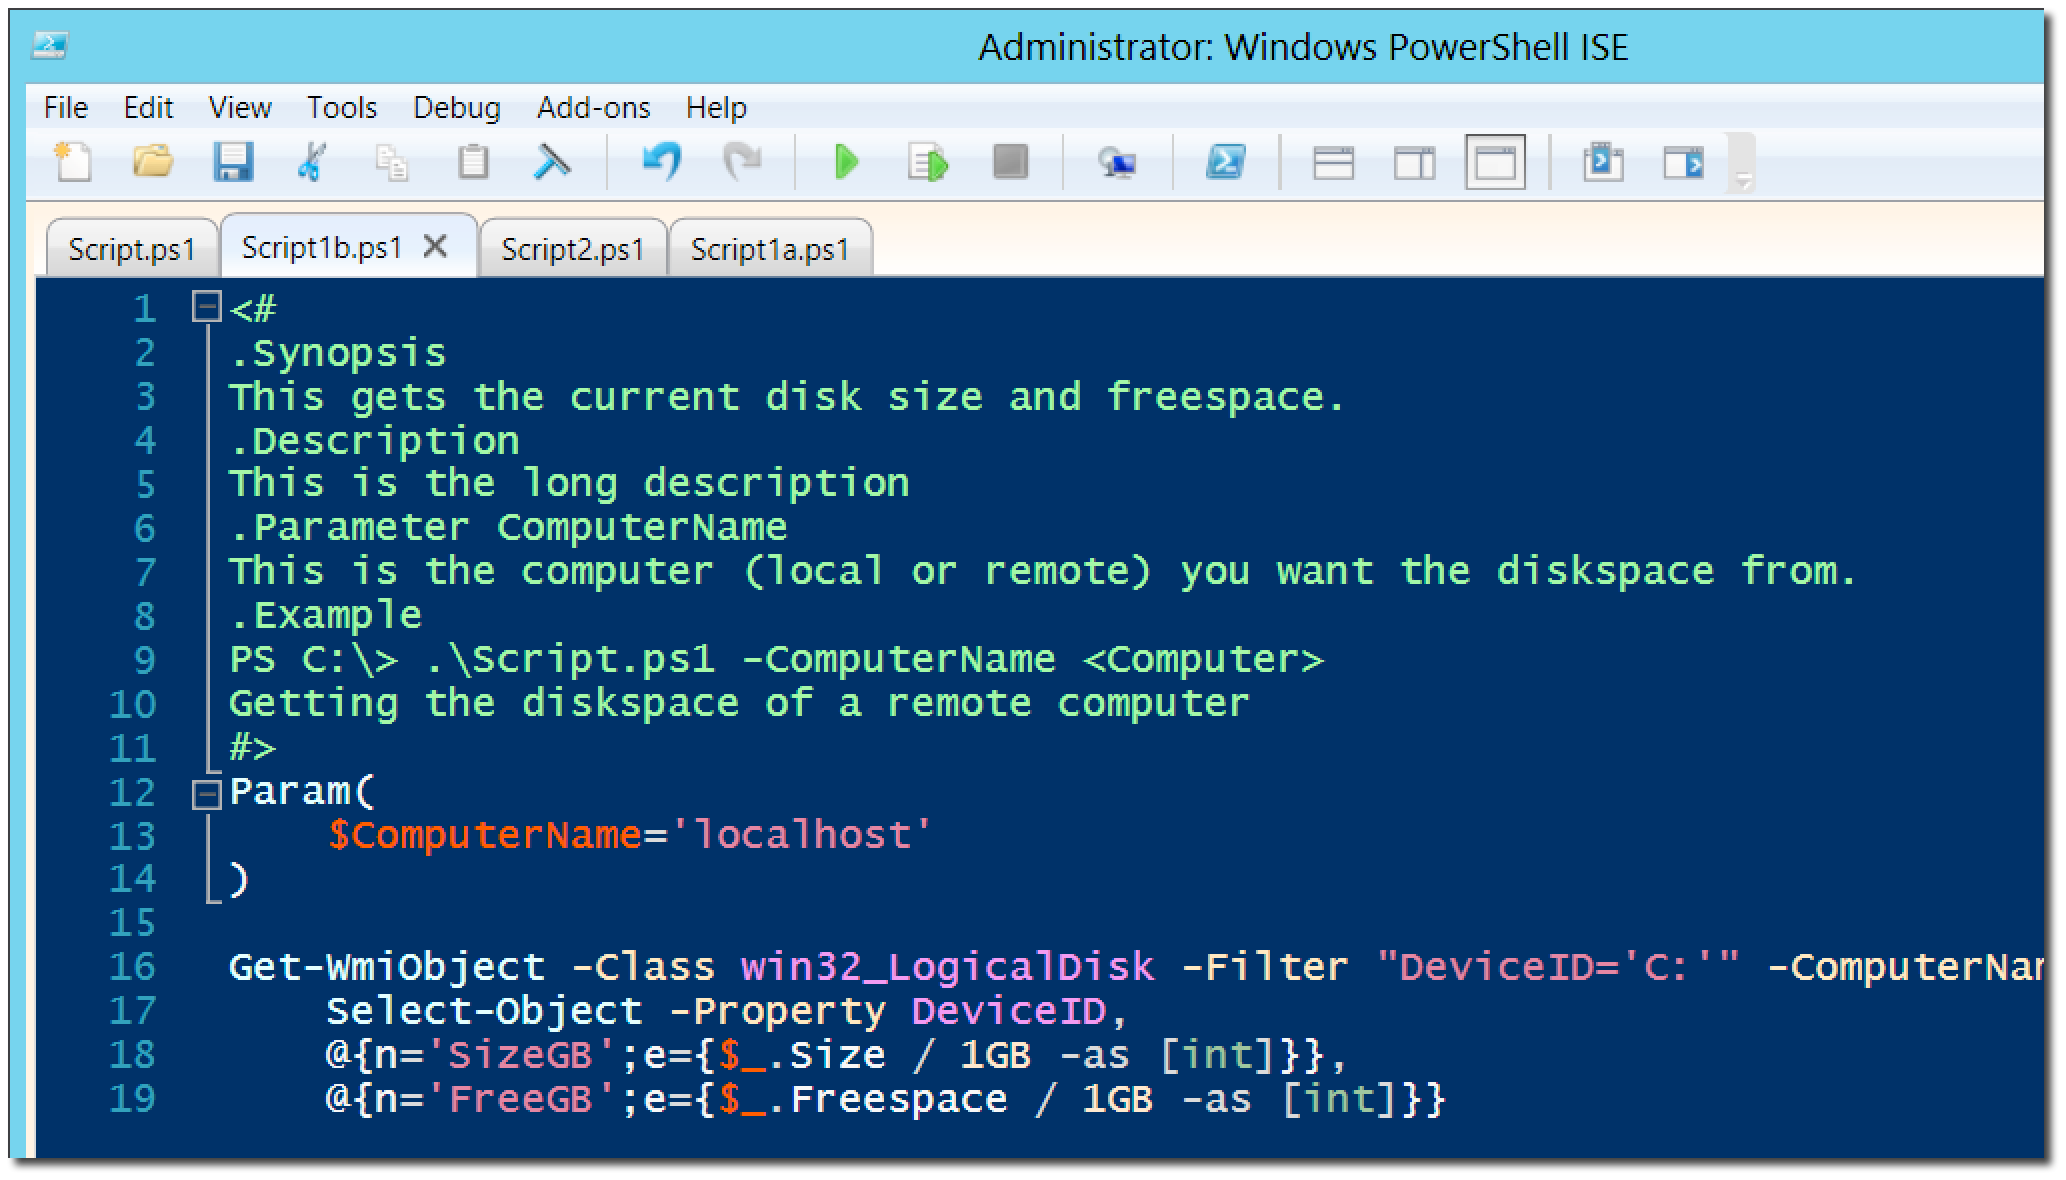 Administrator: Windows PowerShell ISE
File Edit View Tools Debug Add-ons Help
Script.ps1 Script1b.ps1 Script2.ps1 Script1a.ps1
1 <#
2 .Synopsis
3 This gets the current disk size and freespace.
4 .Description
5 This is the long description
6 .Parameter ComputerName
7 This is the computer (local or remote) you want the diskspace from.
8 .Example
9 PS C:\> .\Script.ps1 -ComputerName <Computer>
10 Getting the diskspace of a remote computer
11 #>
12 Param(
13     $ComputerName='localhost'
14 )
15
16 Get-WmiObject -Class win32_LogicalDisk -Filter "DeviceID='C:'" -ComputerNam
17     Select-Object -Property DeviceID,
18     @{n='SizeGB';e={$_.Size / 1GB -as [int]}},
19     @{n='FreeGB';e={$_.Freespace / 1GB -as [int]}}